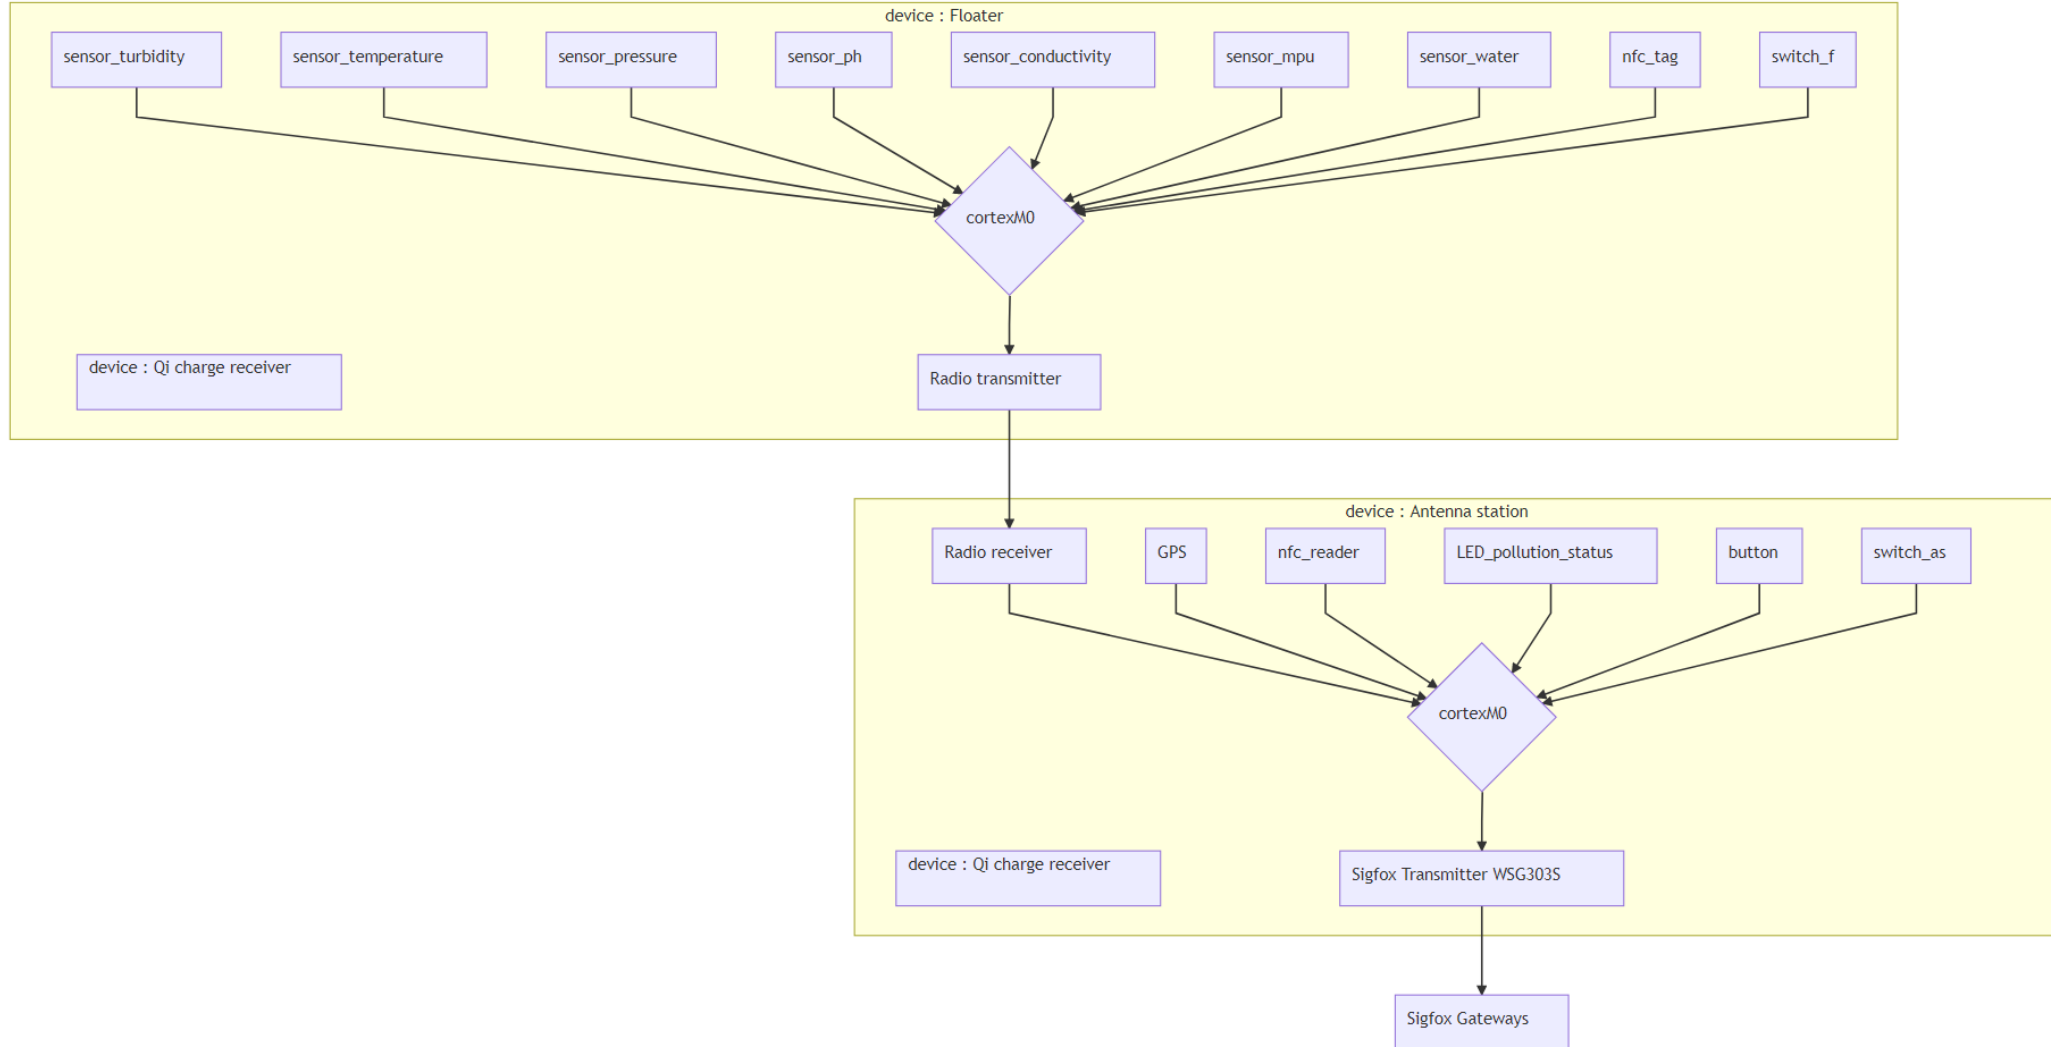 device : Floater
sensor_turbidity
sensor_temperature
sensor_pressure
sensor_ph
sensor_conductivity
sensor_mpu
sensor_water
nfc_tag
switch_f
cortexM0
device : Qi charge receiver
Radio transmitter
device : Antenna station
Radio receiver
GPS
nfc_reader
LED_pollution_status
button
switch_as
cortexM0
device : Qi charge receiver
Sigfox Transmitter WSG303S
Sigfox Gateways